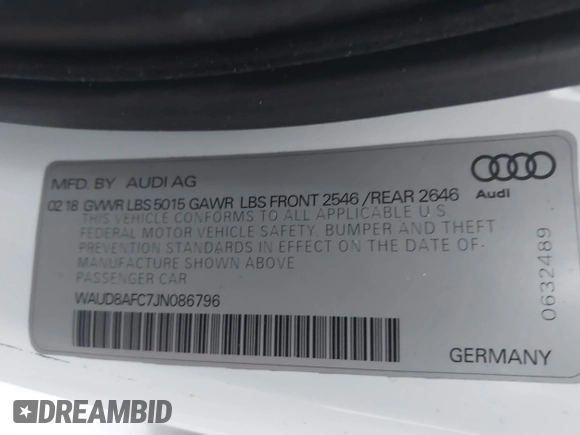 MFD. BY AUDI AG
Audi
02 18 GVWR LBS 5015 GAWR LBS FRONT 2546 /REAR 2646
THIS VEHICLE CONFORMS TO ALL APPLICABLE U S
FEDERAL MOTOR VEHICLE SAFETY, BUMPER AND THEFT
PREVENTION STANDARDS IN EFFECT ON THE DATE OF-
MANUFACTURE SHOWN ABOVE
PASSENGER CAR
WAUD8AFC7JN086796
0632489
GERMANY
DREAMBID